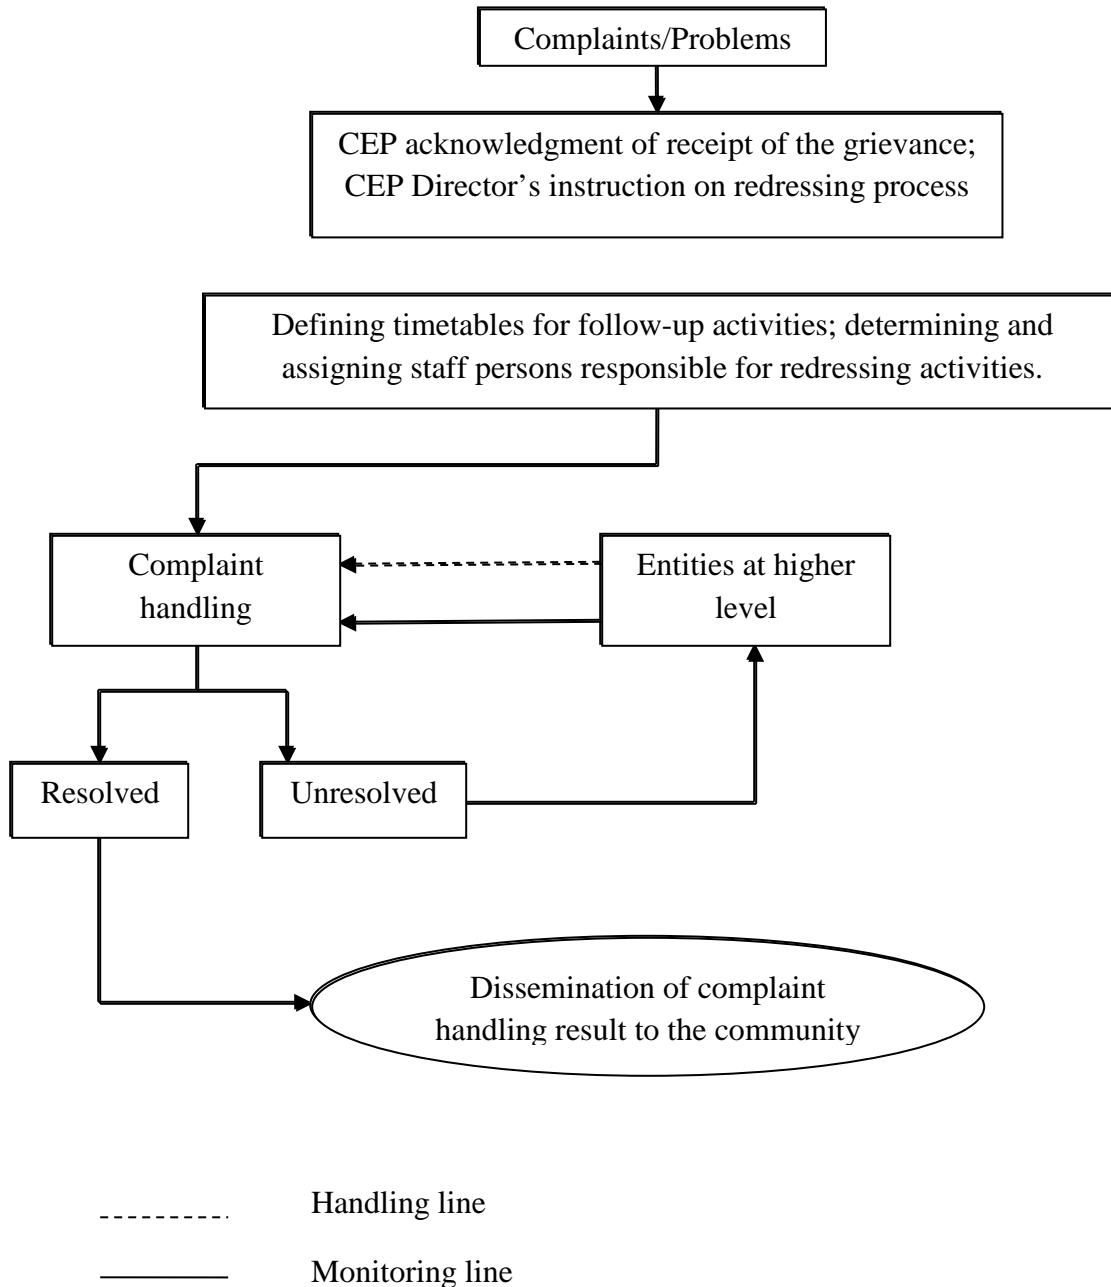 Complaints/Problems
CEP acknowledgment of receipt of the grievance;
CEP Director’s instruction on redressing process
Defining timetables for follow-up activities; determining and
assigning staff persons responsible for redressing activities.
Complaint
handling
Entities at higher
level
Resolved
Unresolved
Dissemination of complaint
handling result to the community
Handling line
Monitoring line